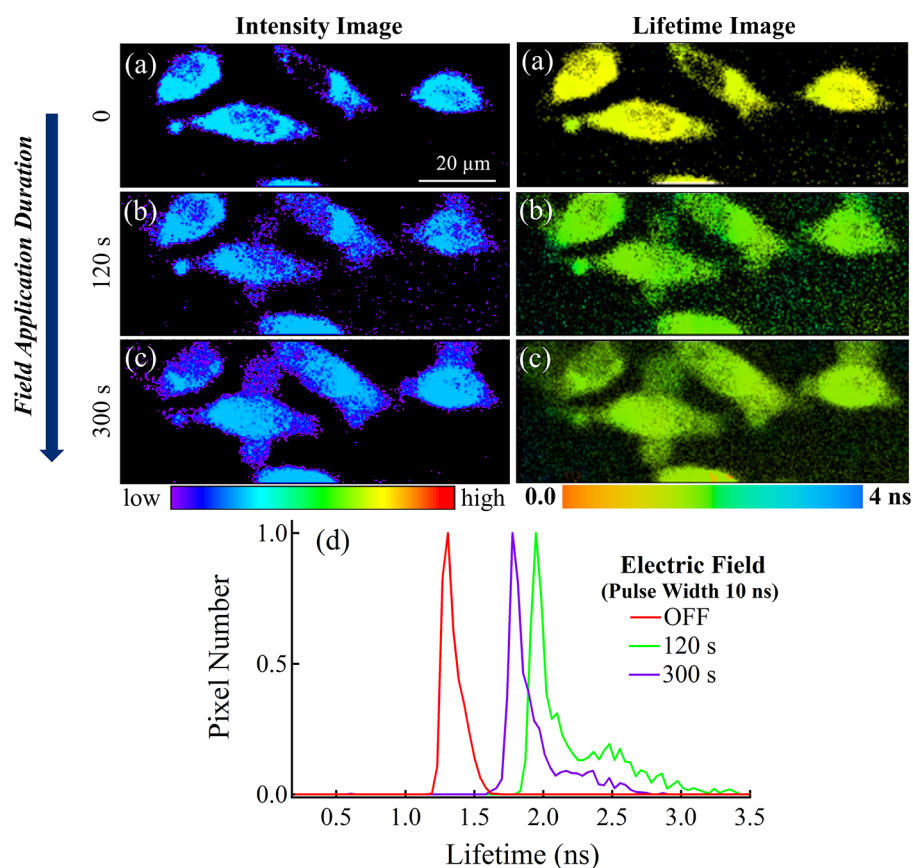 Intensity Image
Lifetime Image
(a)
(a)
0
20 µm
(b)
(b)
120 s
(c)
(c)
300 s
Field Application Duration
low
high
0.0
4 ns
(d)
1.0
0.5
0.0
Pixel Number
Electric Field
(Pulse Width 10 ns)
OFF
120 s
300 s
0.5
1.0
1.5
2.0
2.5
3.0
3.5
Lifetime (ns)